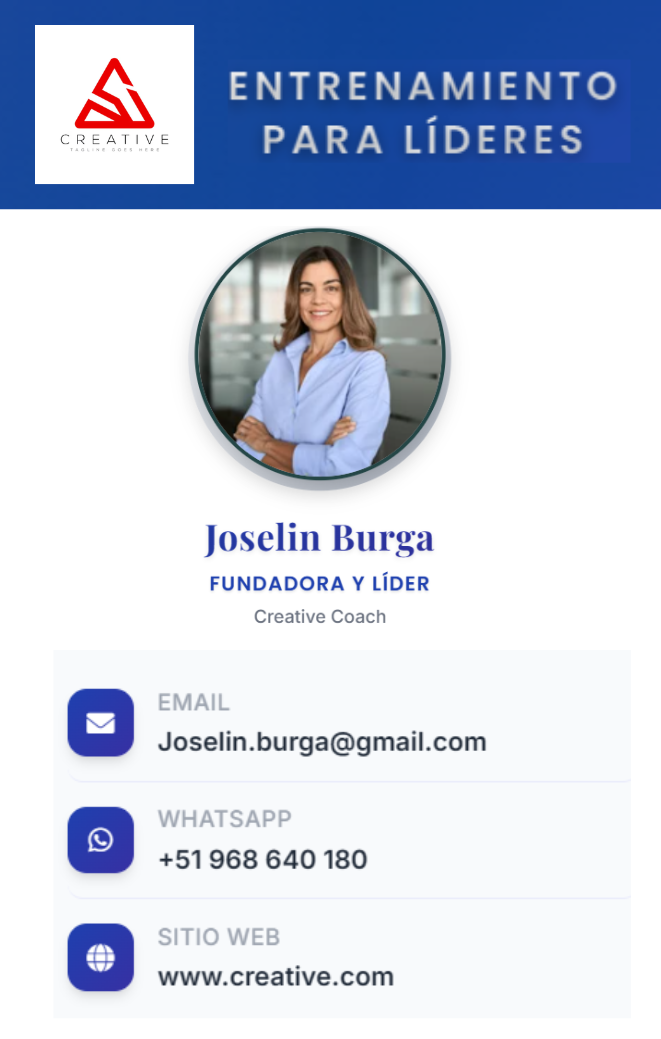 CREATIVE
TAGLINE GOES HERE
ENTRENAMIENTO
PARA LÍDERES
Joselin Burga
FUNDADORA Y LÍDER
Creative Coach
EMAIL
Joselin.burga@gmail.com
WHATSAPP
+51 968 640 180
SITIO WEB
www.creative.com